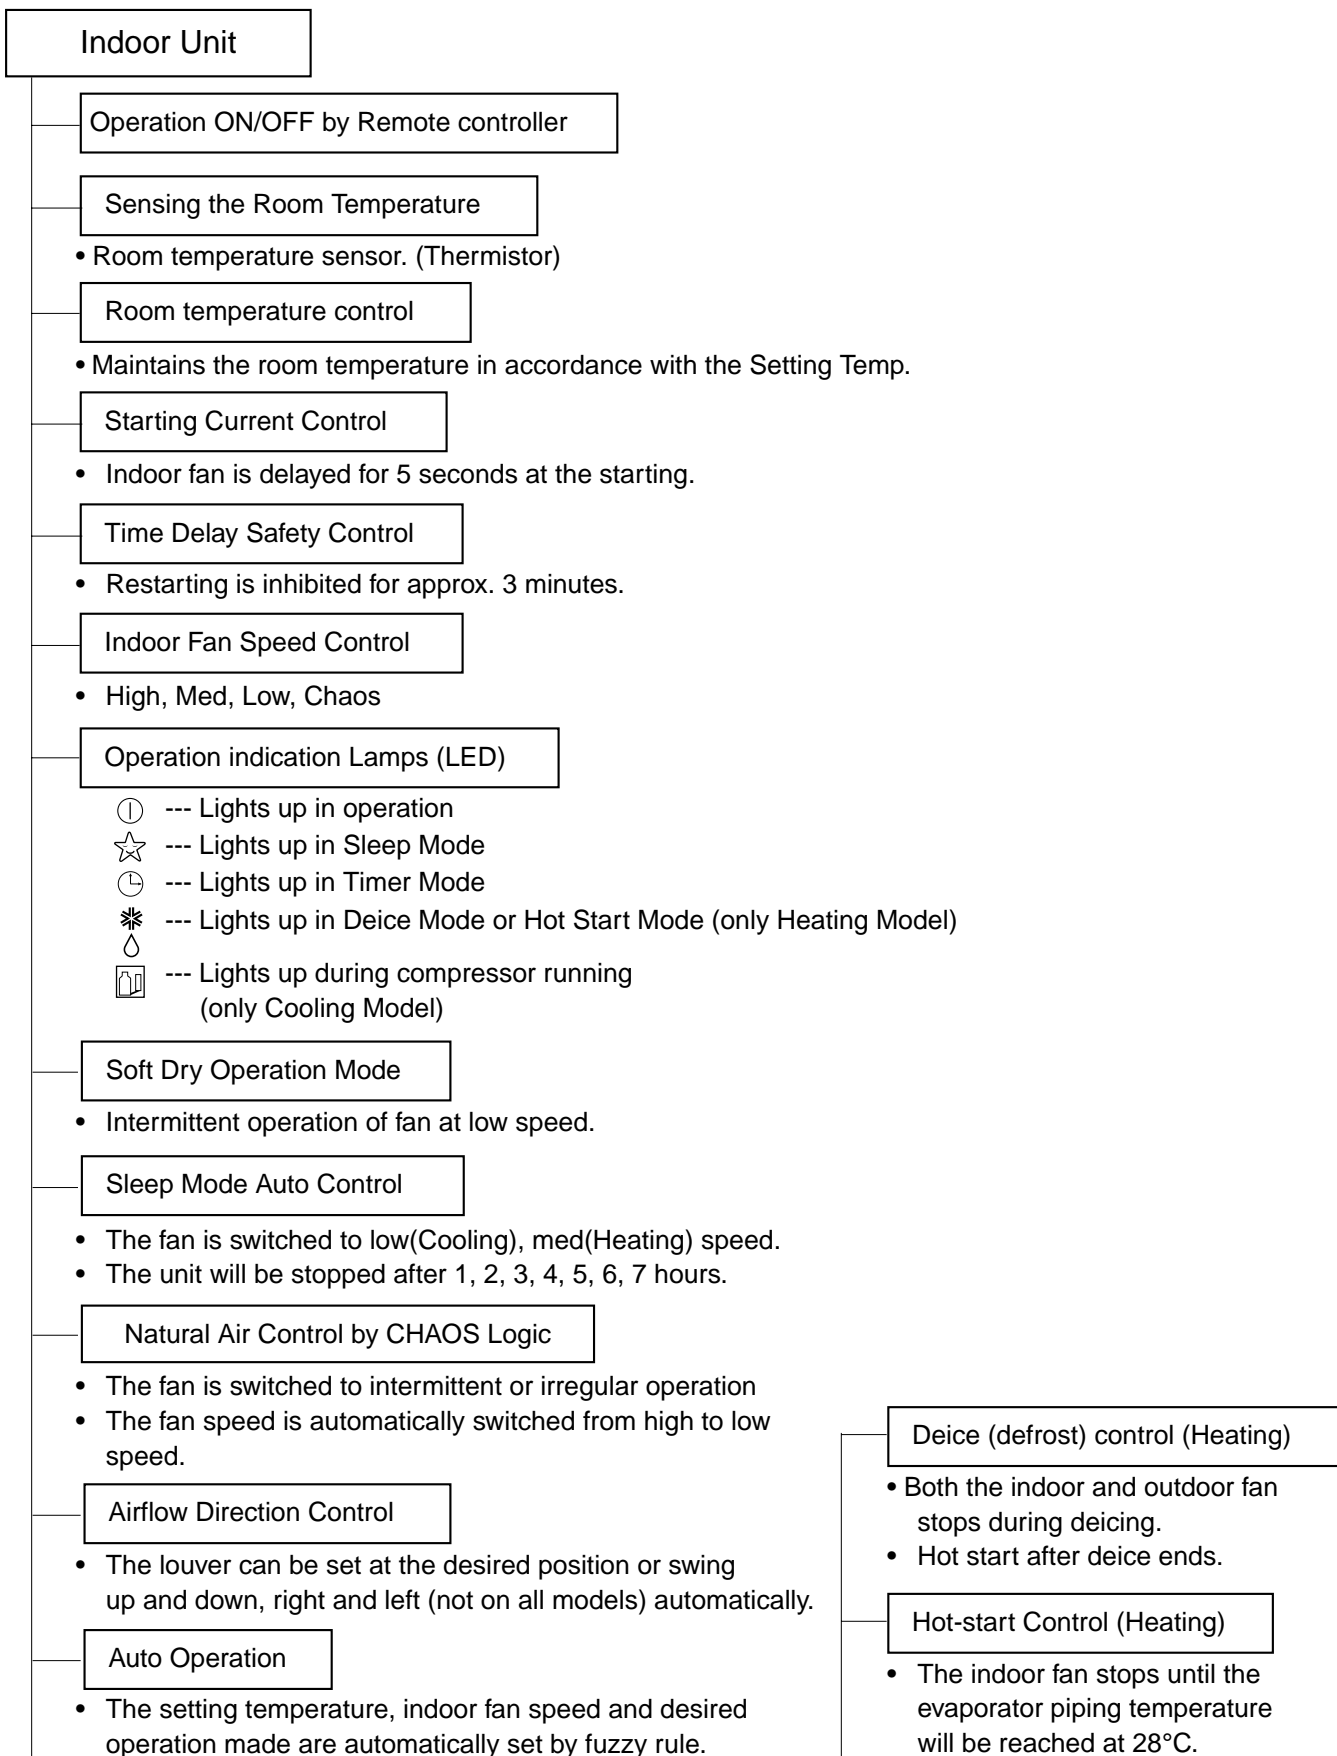 Indoor Unit
Operation ON/OFF by Remote controller
Sensing the Room Temperature
• Room temperature sensor. (Thermistor)
Room temperature control
• Maintains the room temperature in accordance with the Setting Temp.
Starting Current Control
• Indoor fan is delayed for 5 seconds at the starting.
Time Delay Safety Control
• Restarting is inhibited for approx. 3 minutes.
Indoor Fan Speed Control
• High, Med, Low, Chaos
Operation indication Lamps (LED)
--- Lights up in operation
--- Lights up in Sleep Mode
--- Lights up in Timer Mode
--- Lights up in Deice Mode or Hot Start Mode (only Heating Model)
--- Lights up during compressor running
(only Cooling Model)
Soft Dry Operation Mode
• Intermittent operation of fan at low speed.
Sleep Mode Auto Control
• The fan is switched to low(Cooling), med(Heating) speed.
• The unit will be stopped after 1, 2, 3, 4, 5, 6, 7 hours.
Natural Air Control by CHAOS Logic
• The fan is switched to intermittent or irregular operation
• The fan speed is automatically switched from high to low
speed.
Airflow Direction Control
• The louver can be set at the desired position or swing
up and down, right and left (not on all models) automatically.
Auto Operation
• The setting temperature, indoor fan speed and desired
operation made are automatically set by fuzzy rule.
Deice (defrost) control (Heating)
• Both the indoor and outdoor fan
stops during deicing.
• Hot start after deice ends.
Hot-start Control (Heating)
• The indoor fan stops until the
evaporator piping temperature
will be reached at 28°C.